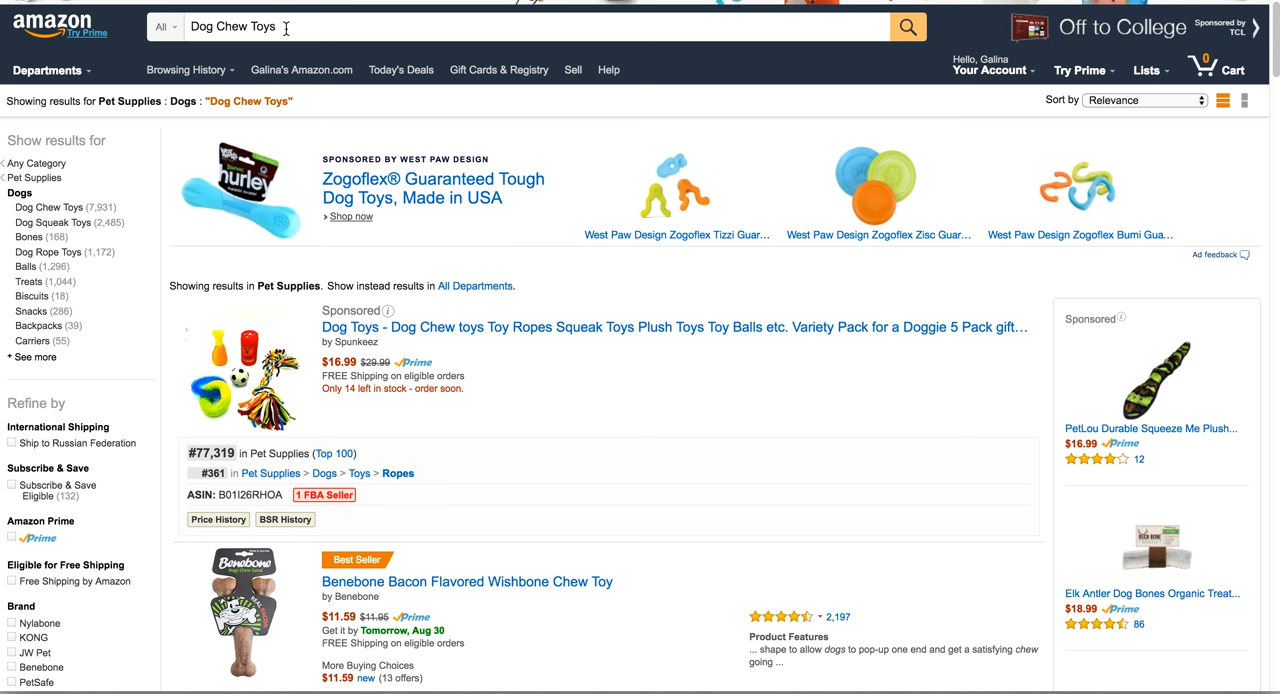 amazon
Try Prime
All
Dog Chew Toys
Off to College
Sponsored by
TCL
Departments
Browsing History
Galina's Amazon.com
Today's Deals
Gift Cards & Registry
Sell
Help
Hello, Galina
Your Account
Try Prime
Lists
0
Cart
Showing results for Pet Supplies : Dogs : "Dog Chew Toys"
Sort by
Relevance
Show results for
Any Category
Pet Supplies
Dogs
Dog Chew Toys (7,931)
Dog Squeak Toys (2,485)
Bones (168)
Dog Rope Toys (1,172)
Balls (1,296)
Treats (1,044)
Biscuits (18)
Snacks (286)
Backpacks (39)
Carriers (55)
+ See more
Refine by
International Shipping
Ship to Russian Federation
Subscribe & Save
Subscribe & Save
Eligible (132)
Amazon Prime
Prime
Eligible for Free Shipping
Free Shipping by Amazon
Brand
Nylabone
KONG
JW Pet
Benebone
PetSafe
hurley
SPONSORED BY WEST PAW DESIGN
Zogoflex® Guaranteed Tough
Dog Toys, Made in USA
› Shop now
West Paw Design Zogoflex Tizzi Guar...
West Paw Design Zogoflex Zisc Guar...
West Paw Design Zogoflex Bumi Gua...
Ad feedback
Showing results in Pet Supplies. Show instead results in All Departments.
Sponsored
Dog Toys - Dog Chew toys Toy Ropes Squeak Toys Plush Toys Toy Balls etc. Variety Pack for a Doggie 5 Pack gift…
by Spunkeez
$16.99 $29.99 Prime
FREE Shipping on eligible orders
Only 14 left in stock - order soon.
#77,319 in Pet Supplies (Top 100)
#361 in Pet Supplies > Dogs > Toys > Ropes
ASIN: B01I26RHOA 1 FBA Seller
Price History
BSR History
Benebone
Best Seller
Benebone Bacon Flavored Wishbone Chew Toy
by Benebone
$11.59 $11.95 Prime
Get it by Tomorrow, Aug 30
FREE Shipping on eligible orders
More Buying Choices
$11.59 new (13 offers)
2,197
Product Features
... shape to allow dogs to pop-up one end and get a satisfying chew
going ...
Sponsored
PetLou Durable Squeeze Me Plush...
$16.99 Prime
12
Elk Antler Dog Bones Organic Treat...
$18.99 Prime
86